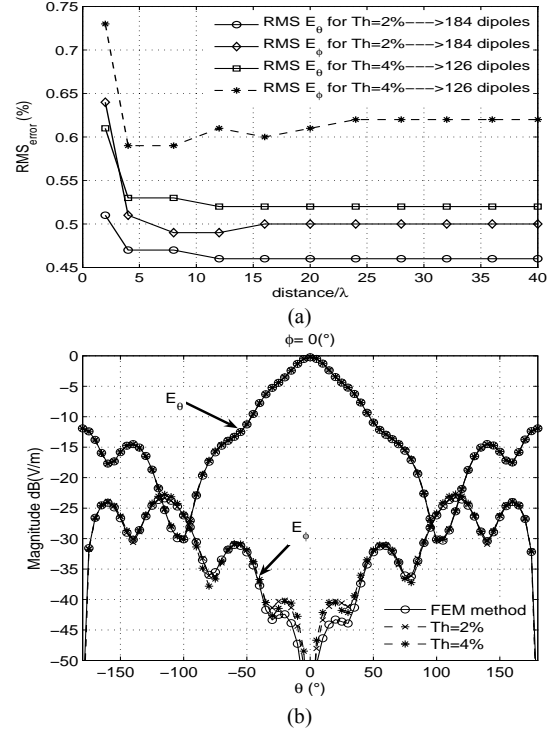 0.75
0.7
0.65
0.6
0.55
0.5
0.45
RMS_error (%)
RMS E_θ for Th=2%−−−>184 dipoles
RMS E_ϕ for Th=2%−−−>184 dipoles
RMS E_θ for Th=4%−−−>126 dipoles
RMS E_ϕ for Th=4%−−−>126 dipoles
0 5 10 15 20 25 30 35 40
distance/λ
(a)
ϕ= 0(°)
0
−5
−10
−15
−20
−25
−30
−35
−40
−45
−50
Magnitude dB(V/m)
E_θ
E_ϕ
FEM method
Th=2%
Th=4%
−150 −100 −50 0 50 100 150
θ (°)
(b)